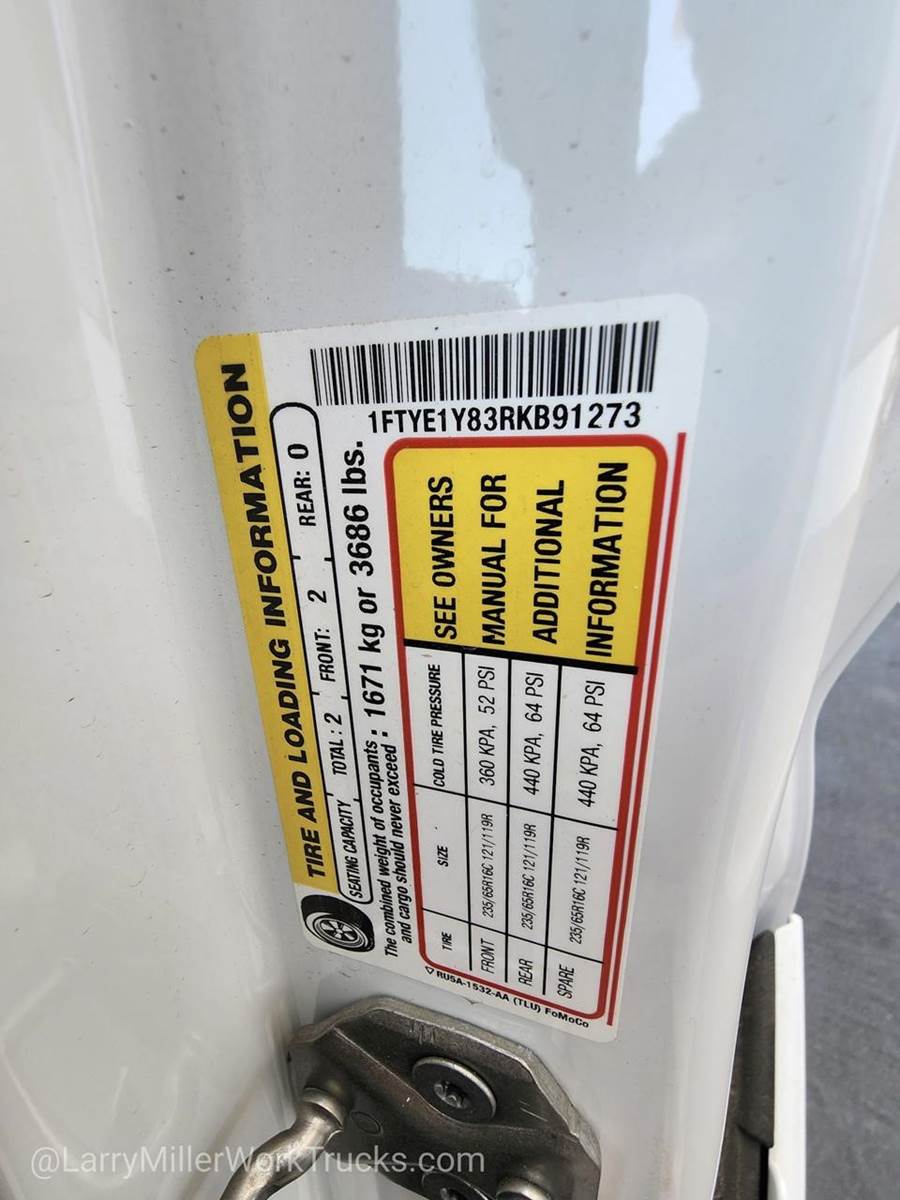 TIRE AND LOADING INFORMATION
SEATING CAPACITY TOTAL: 2 FRONT: 2 REAR: 0
The combined weight of occupants and cargo should never exceed : 1671 kg or 3686 lbs.
1FTYE1Y83RKB91273
TIRE SIZE COLD TIRE PRESSURE
FRONT 235/65R16C 121/119R 360 KPA, 52 PSI
REAR 235/65R16C 121/119R 440 KPA, 64 PSI
SPARE 235/65R16C 121/119R 440 KPA, 64 PSI
SEE OWNERS
MANUAL FOR
ADDITIONAL
INFORMATION
RU5A-1532-AA (TLU) FoMoCo
@LarryMillerWorkTrucks.com